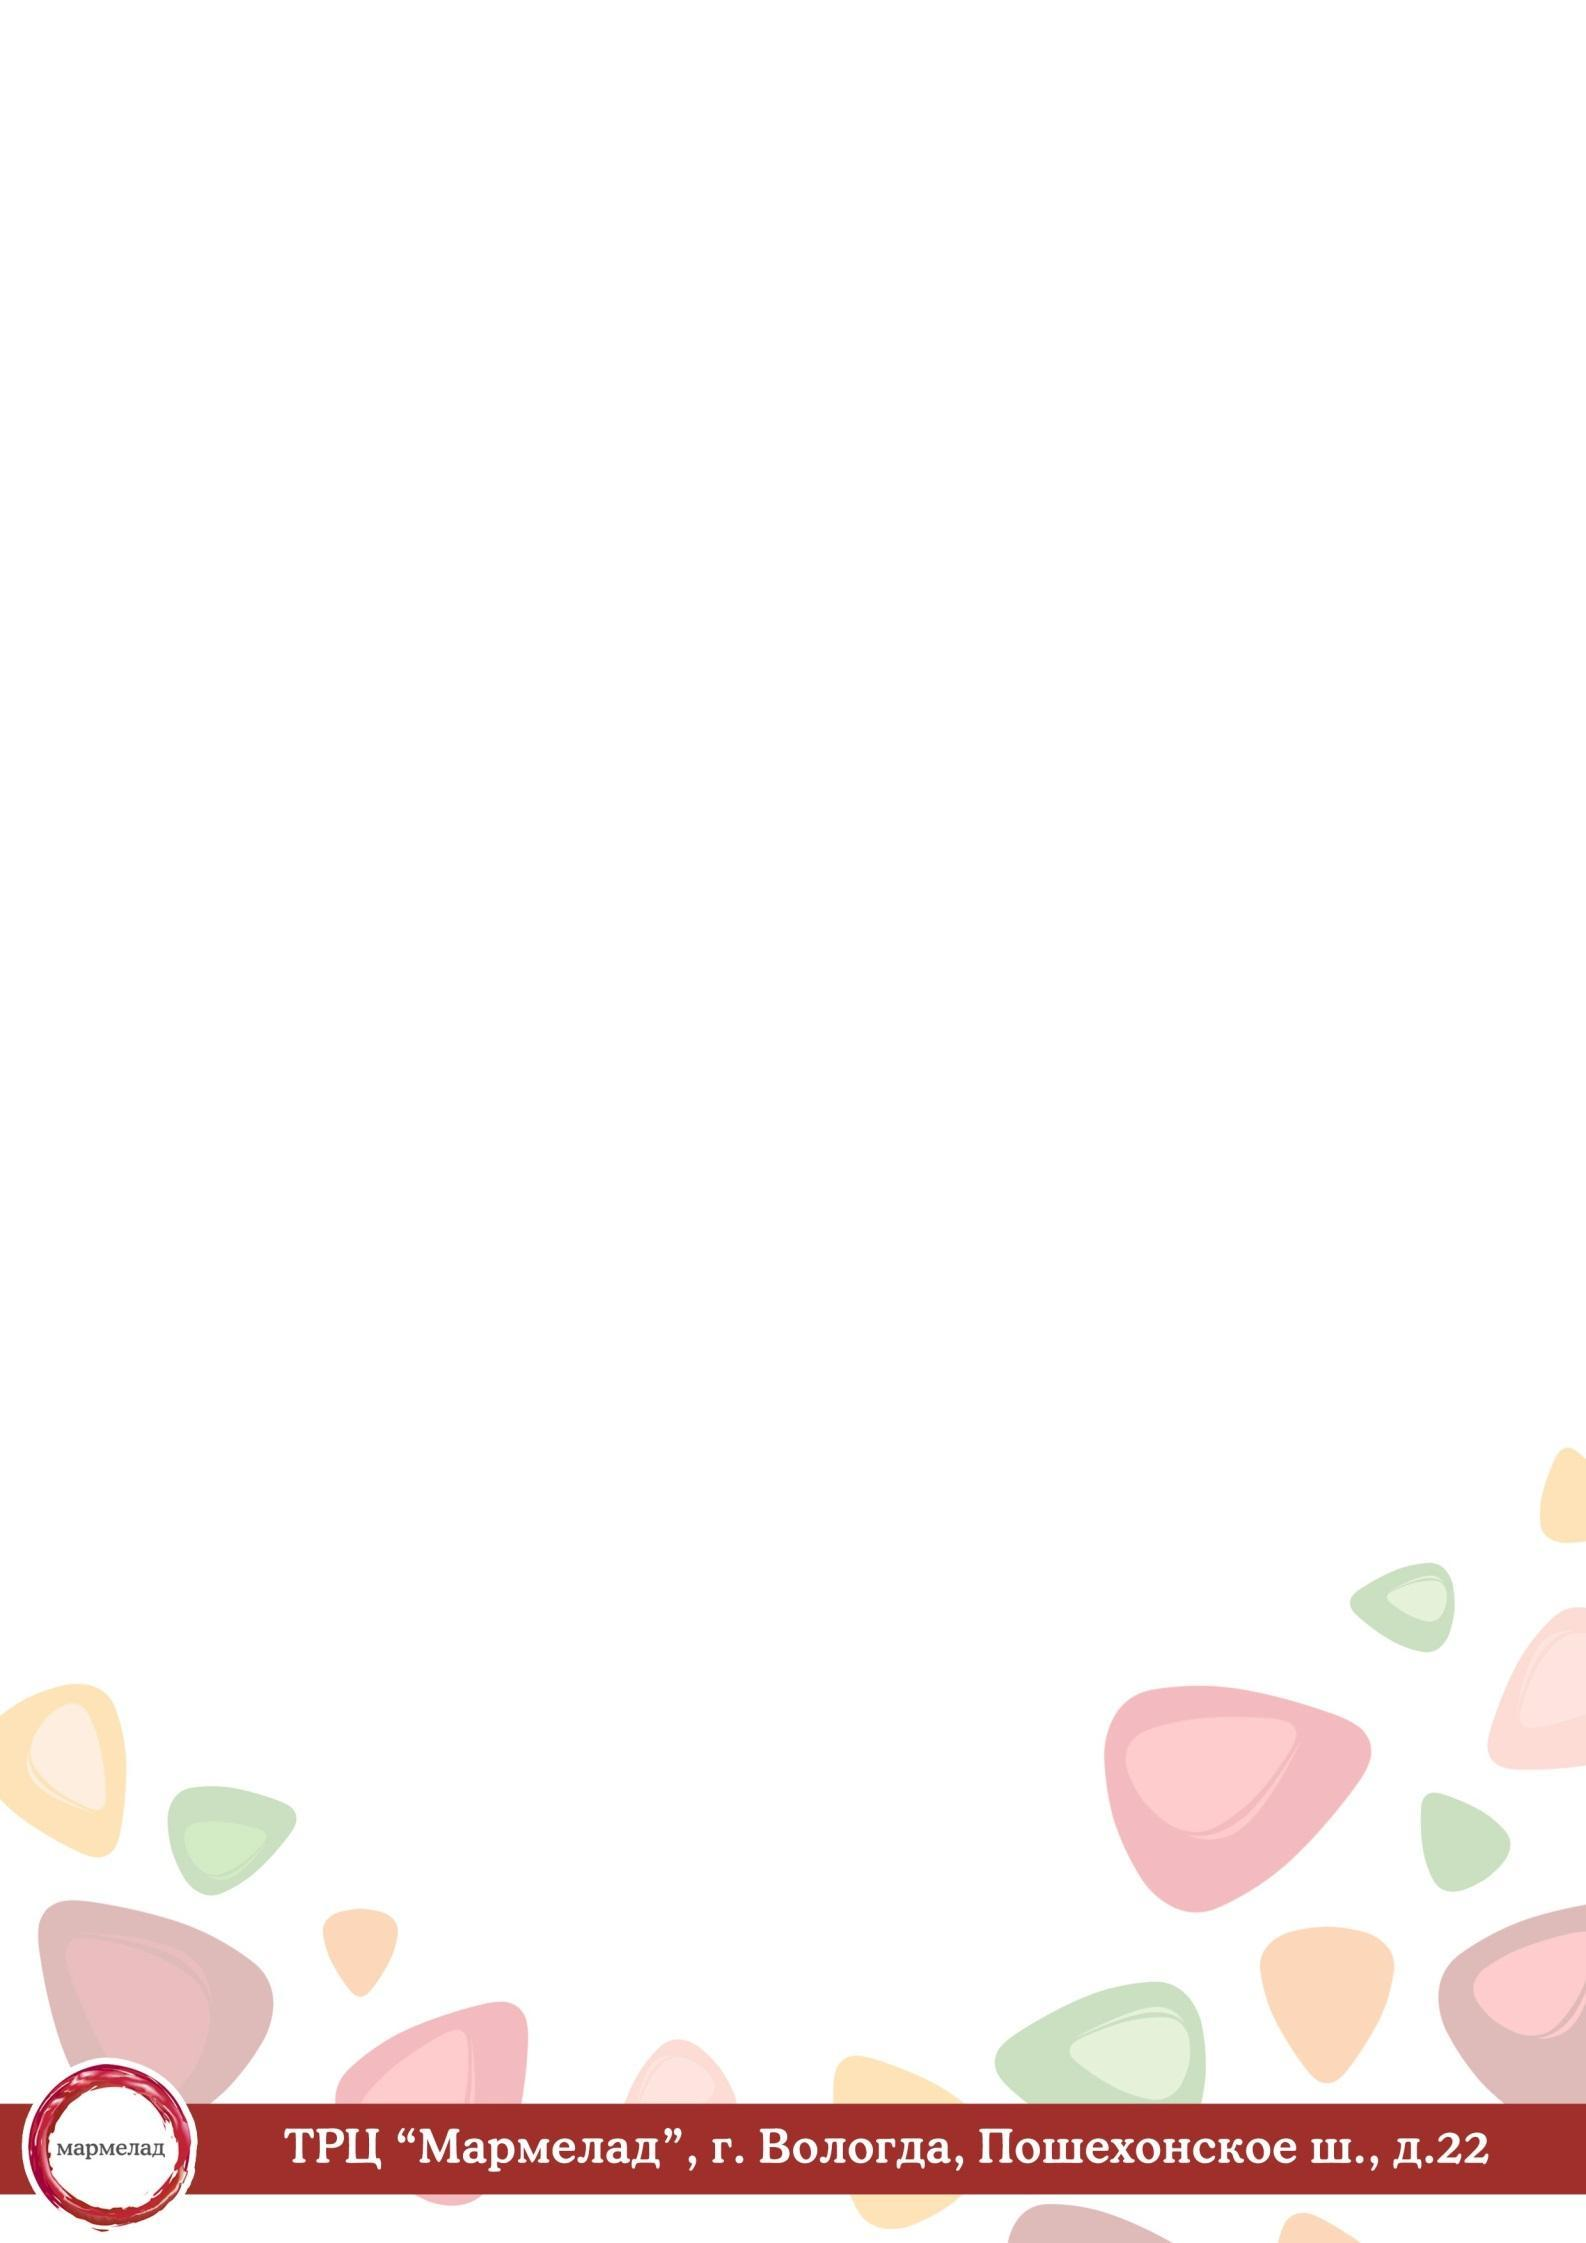 мармелад
ТРЦ “Мармелад”, г. Вологда, Пошехонское ш., д.22